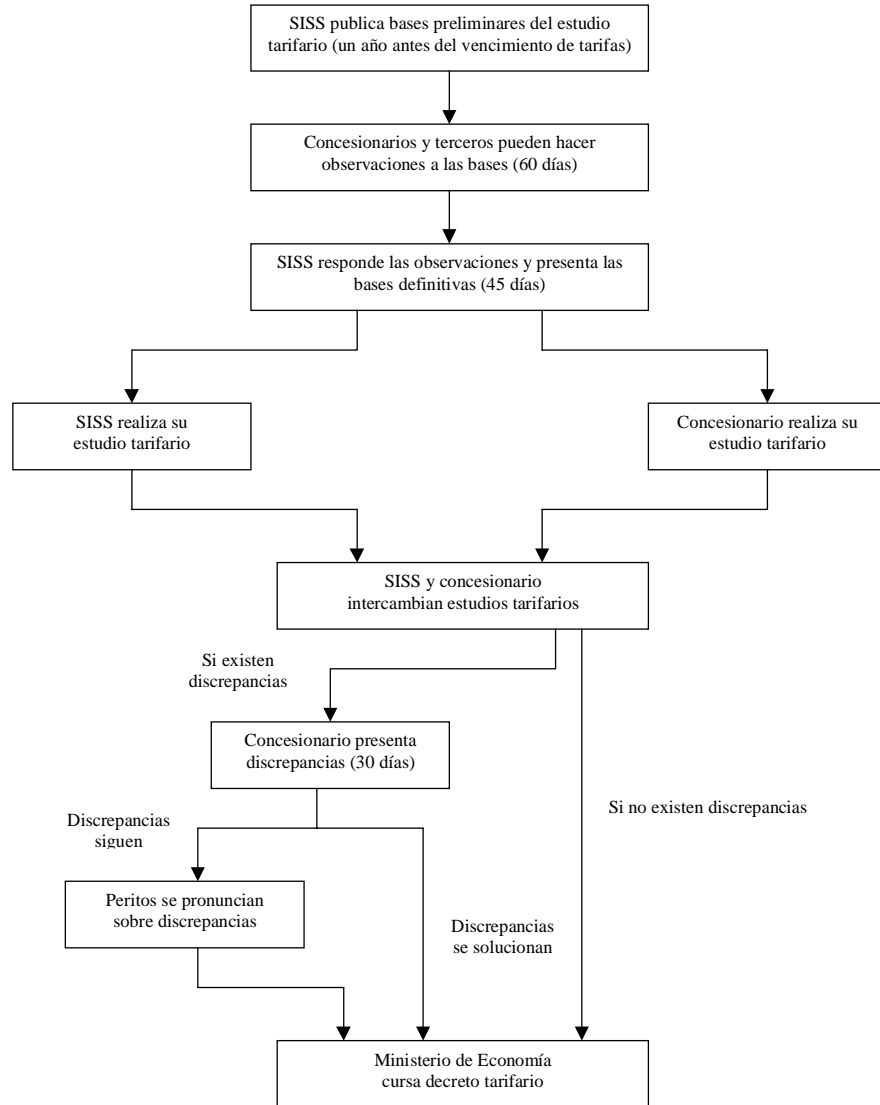 SISS publica bases preliminares del estudio
tarifario (un año antes del vencimiento de tarifas)
Concesionarios y terceros pueden hacer
observaciones a las bases (60 días)
SISS responde las observaciones y presenta las
bases definitivas (45 días)
SISS realiza su
estudio tarifario
Concesionario realiza su
estudio tarifario
SISS y concesionario
intercambian estudios tarifarios
Si existen
discrepancias
Concesionario presenta
discrepancias (30 días)
Si no existen discrepancias
Discrepancias
siguen
Peritos se pronuncian
sobre discrepancias
Discrepancias
se solucionan
Ministerio de Economía
cursa decreto tarifario